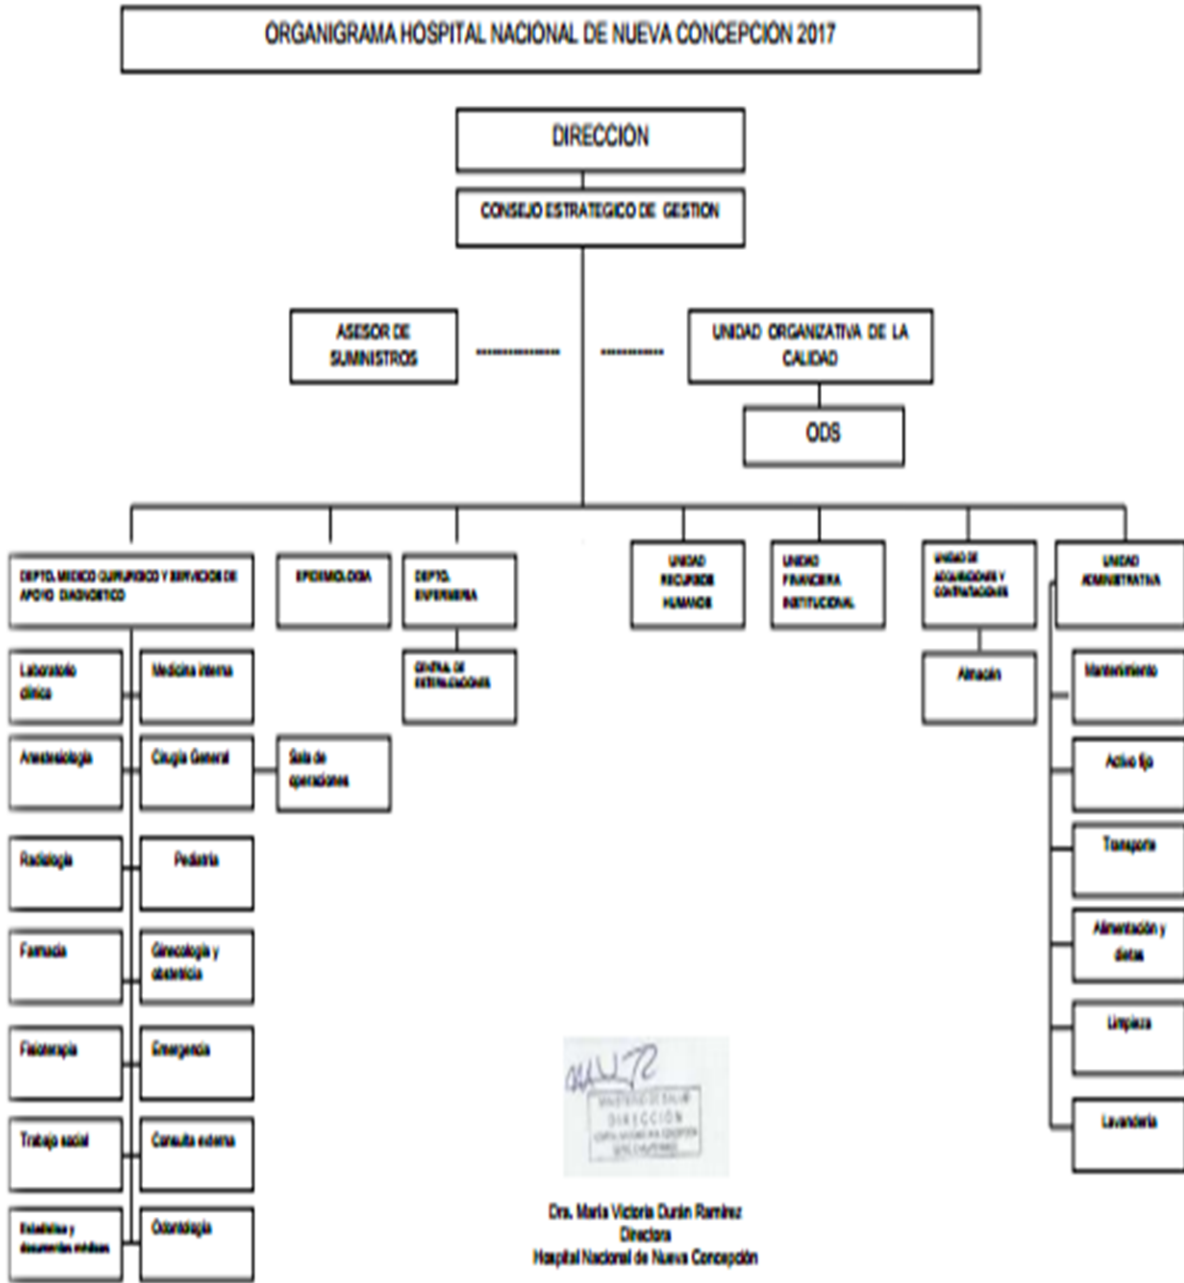 ORGANIGRAMA HOSPITAL NACIONAL DE NUEVA CONCEPCION 2017
DIRECCION
CONSEJO ESTRATEGICO DE GESTION
ASESOR DE
SUMINISTROS
UNIDAD ORGANIZATIVA DE LA
CALIDAD
ODS
DEPTO. MEDICO QUIRURGICO Y SERVICIOS DE
APOYO DIAGNOSTICO
EPIDEMIOLOGIA
DEPTO.
ENFERMERIA
UNIDAD
RECURSOS
HUMANOS
UNIDAD
FINANCIERA
INSTITUCIONAL
UNIDAD DE
ADQUISICIONES Y
CONTRATACIONES
UNIDAD
ADMINISTRATIVA
Laboratorio
clínico
Medicina interna
CENTRAL DE
Almacén
Mantenimiento
Anestesiología
Cirugía General
Sala de
operaciones
Activo fijo
Radiología
Pediatría
Transporte
Farmacia
Ginecología y
obstetricia
Alimentación y
dietas
Fisioterapia
Emergencia
Limpieza
Trabajo social
Consulta externa
Lavandería
Estadística y
documentos médicos
Odontología
MINISTERIO DE SALUD
DIRECCIÓN
Dra. María Victoria Durán Ramírez
Directora
Hospital Nacional de Nueva Concepción